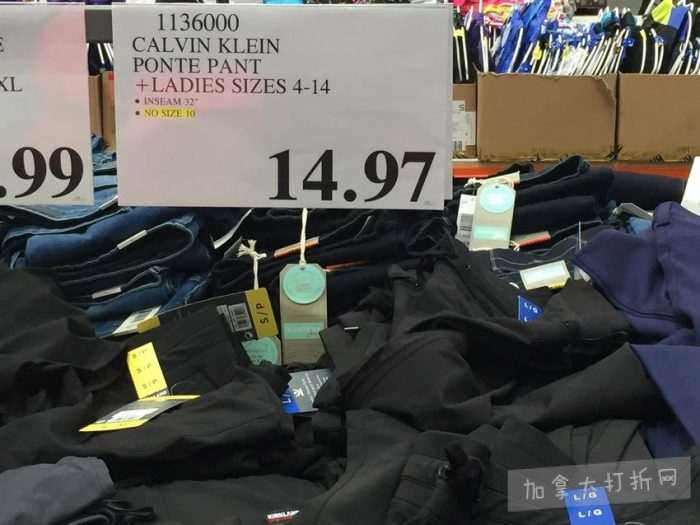 1136000
CALVIN KLEIN
PONTE PANT
+LADIES SIZES 4-14
• INSEAM 32"
• NO SIZE 10
14.97
XL
.99
S/P
S/P
S/P
L/G
L/G
L/G
KIRKLAND
加拿大打折网